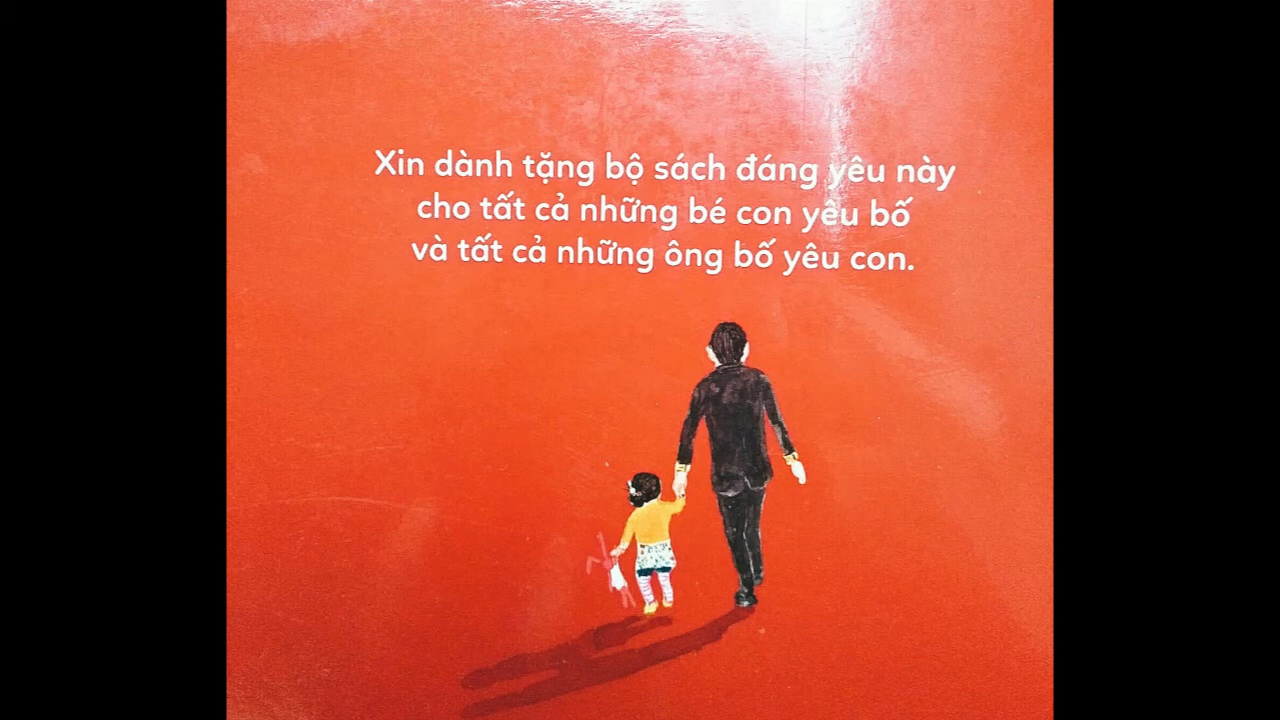 Xin dành tặng bộ sách đáng yêu này
cho tất cả những bé con yêu bố
và tất cả những ông bố yêu con.